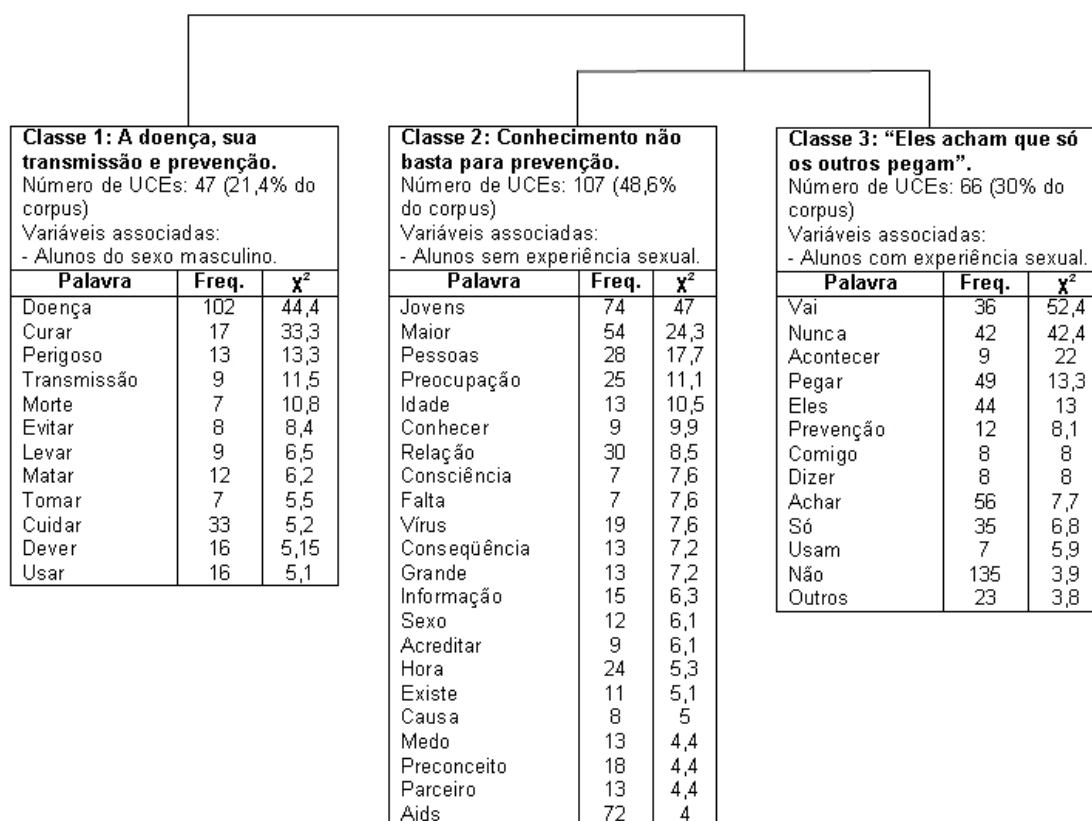 Classe 1: A doença, sua
transmissão e prevenção.
Número de UCEs: 47 (21,4% do
corpus)
Variáveis associadas:
- Alunos do sexo masculino.
Palavra Freq. χ²
Doença 102 44,4
Curar 17 33,3
Perigoso 13 13,3
Transmissão 9 11,5
Morte 7 10,8
Evitar 8 8,4
Levar 9 6,5
Matar 12 6,2
Tomar 7 5,5
Cuidar 33 5,2
Dever 16 5,15
Usar 16 5,1
Classe 2: Conhecimento não
basta para prevenção.
Número de UCEs: 107 (48,6%
do corpus)
Variáveis associadas:
- Alunos sem experiência sexual.
Palavra Freq. χ²
Jovens 74 47
Maior 54 24,3
Pessoas 28 17,7
Preocupação 25 11,1
Idade 13 10,5
Conhecer 9 9,9
Relação 30 8,5
Consciência 7 7,6
Falta 7 7,6
Vírus 19 7,6
Conseqüência 13 7,2
Grande 13 7,2
Informação 15 6,3
Sexo 12 6,1
Acreditar 9 6,1
Hora 24 5,3
Existe 11 5,1
Causa 8 5
Medo 13 4,4
Preconceito 18 4,4
Parceiro 13 4,4
Aids 72 4
Classe 3: “Eles acham que só
os outros pegam”.
Número de UCEs: 66 (30% do
corpus)
Variáveis associadas:
- Alunos com experiência sexual.
Palavra Freq. χ²
Vai 36 52,4
Nunca 42 42,4
Acontecer 9 22
Pegar 49 13,3
Eles 44 13
Prevenção 12 8,1
Comigo 8 8
Dizer 8 8
Achar 56 7,7
Só 35 6,8
Usam 7 5,9
Não 135 3,9
Outros 23 3,8